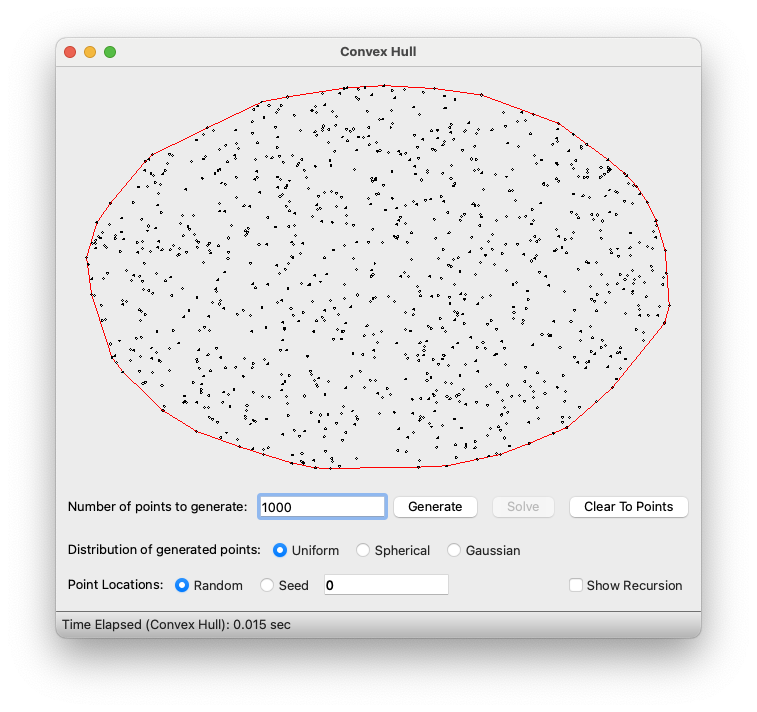 Convex Hull
Number of points to generate: 1000 Generate Solve Clear To Points
Distribution of generated points: Uniform Spherical Gaussian
Point Locations: Random Seed 0 Show Recursion
Time Elapsed (Convex Hull): 0.015 sec